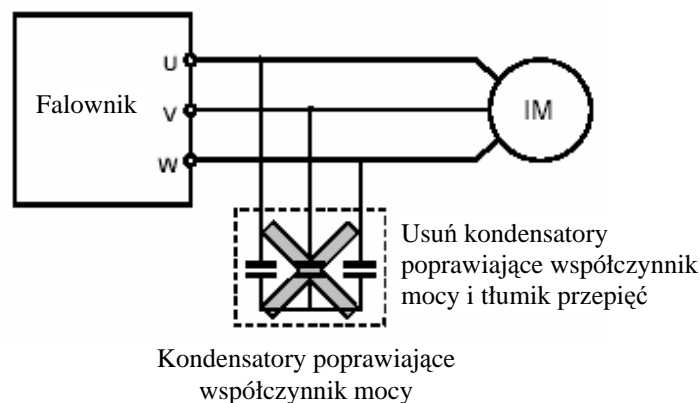 U
Falownik
V
IM
W
Usuń kondensatory
poprawiające współczynnik
mocy i tłumik przepięć
Kondensatory poprawiające
współczynnik mocy